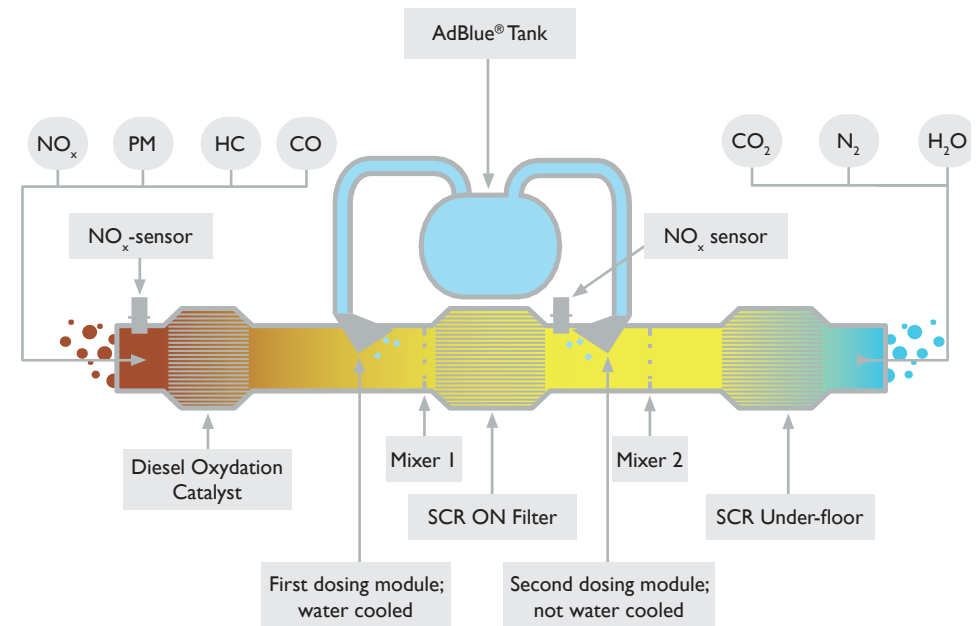 AdBlue® Tank
NOₓ
PM
HC
CO
CO₂
N₂
H₂O
NOₓ-sensor
NOₓ sensor
Diesel Oxydation
Catalyst
Mixer 1
Mixer 2
SCR ON Filter
SCR Under-floor
First dosing module;
water cooled
Second dosing module;
not water cooled